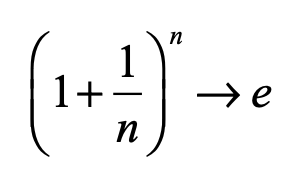 (1 + 1/n)^n → e